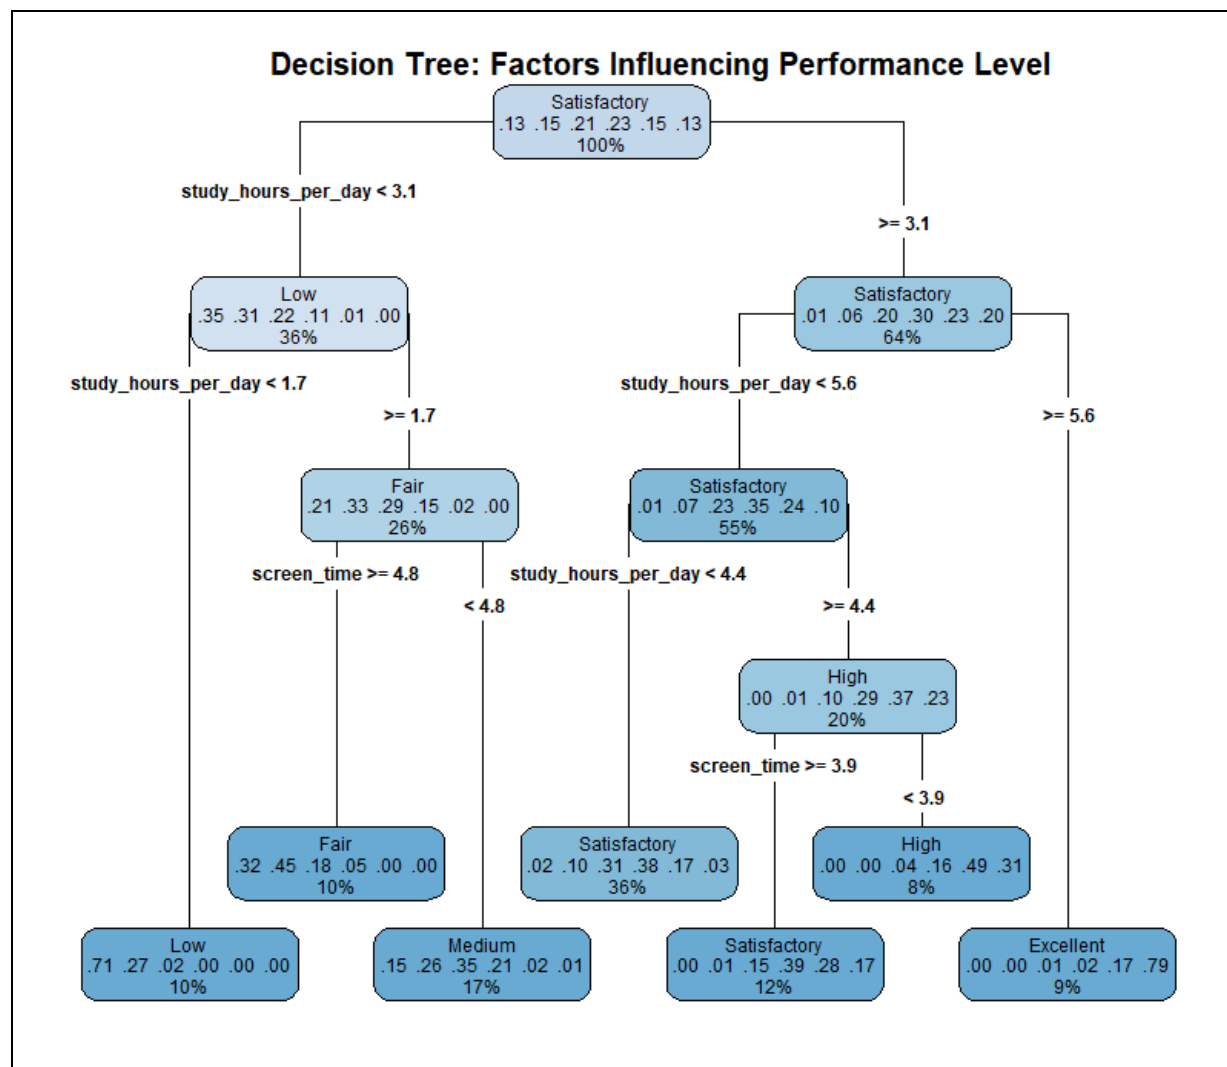 Decision Tree: Factors Influencing Performance Level
Satisfactory
.13 .15 .21 .23 .15 .13
100%
study_hours_per_day < 3.1
>= 3.1
Low
.35 .31 .22 .11 .01 .00
36%
Satisfactory
.01 .06 .20 .30 .23 .20
64%
study_hours_per_day < 1.7
>= 1.7
study_hours_per_day < 5.6
>= 5.6
Fair
.21 .33 .29 .15 .02 .00
26%
Satisfactory
.01 .07 .23 .35 .24 .10
55%
screen_time >= 4.8
< 4.8
study_hours_per_day < 4.4
>= 4.4
High
.00 .01 .10 .29 .37 .23
20%
screen_time >= 3.9
< 3.9
Fair
.32 .45 .18 .05 .00 .00
10%
Satisfactory
.02 .10 .31 .38 .17 .03
36%
High
.00 .00 .04 .16 .49 .31
8%
Low
.71 .27 .02 .00 .00 .00
10%
Medium
.15 .26 .35 .21 .02 .01
17%
Satisfactory
.00 .01 .15 .39 .28 .17
12%
Excellent
.00 .00 .01 .02 .17 .79
9%